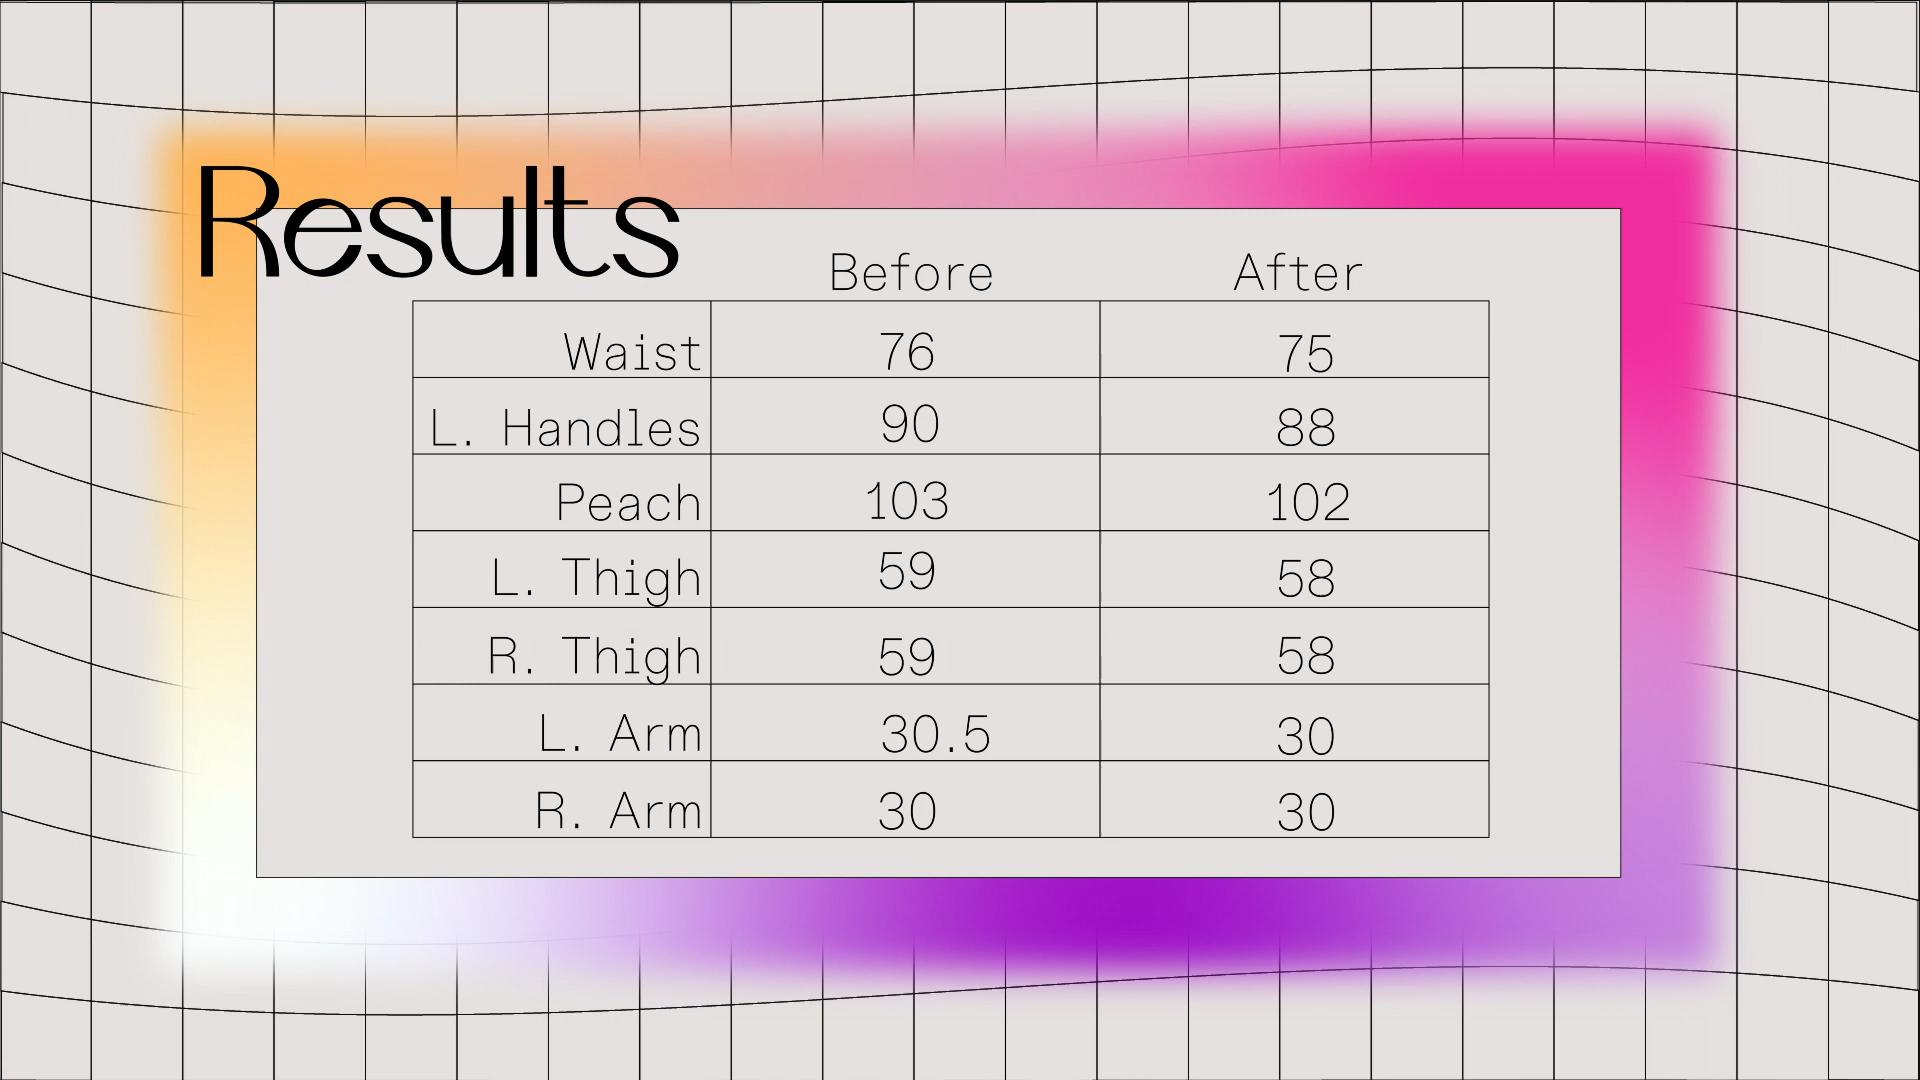 Results
Before After
Waist 76 75
L. Handles 90 88
Peach 103 102
L. Thigh 59 58
R. Thigh 59 58
L. Arm 30.5 30
R. Arm 30 30